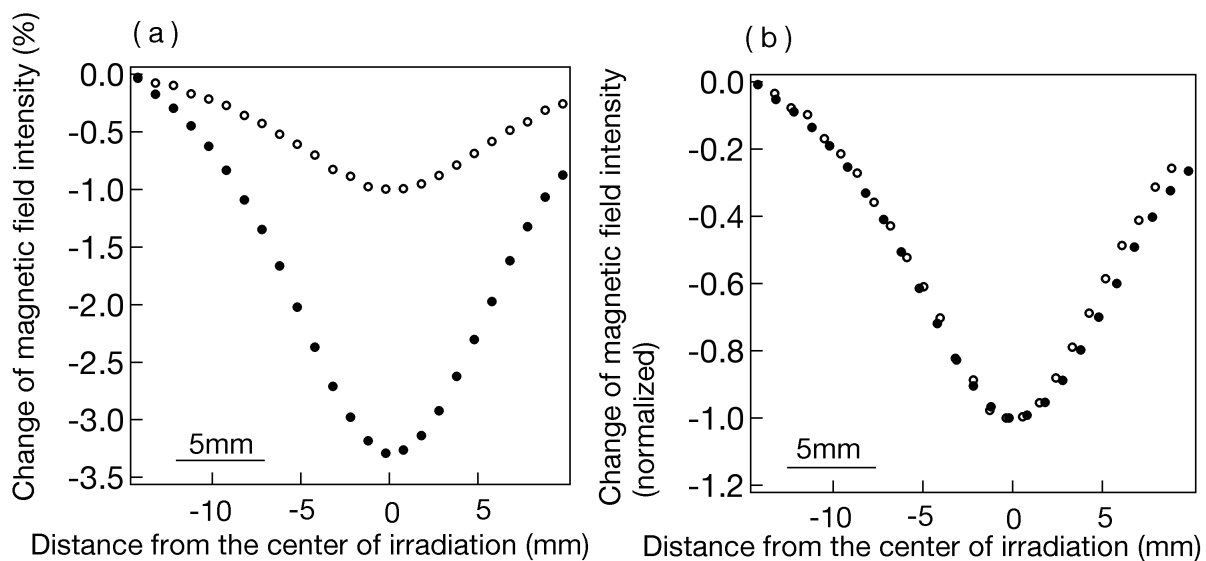 (a)
Change of magnetic field intensity (%)
0.0
-0.5
-1.0
-1.5
-2.0
-2.5
-3.0
-3.5
5mm
-10
-5
0
5
Distance from the center of irradiation (mm)
(b)
Change of magnetic field intensity
(normalized)
0.0
-0.2
-0.4
-0.6
-0.8
-1.0
-1.2
5mm
-10
-5
0
5
Distance from the center of irradiation (mm)